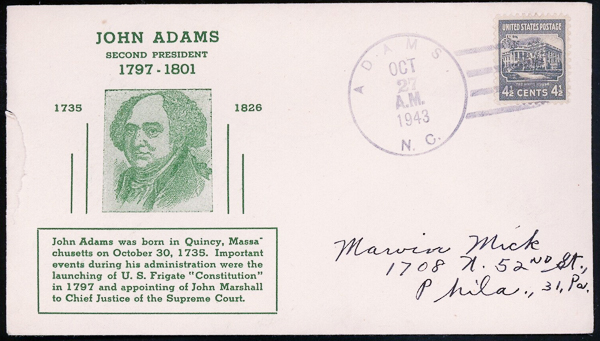 JOHN ADAMS
SECOND PRESIDENT
1797-1801
1735
1826
John Adams was born in Quincy, Massa-
chusetts on October 30, 1735. Important
events during his administration were the
launching of U. S. Frigate "Constitution"
in 1797 and appointing of John Marshall
to Chief Justice of the Supreme Court.
ADAMS
OCT
27
A.M.
1943
N. C.
UNITED STATES POSTAGE
THE WHITE HOUSE
4½ CENTS 4½
Marvin Mick
1708 N. 52ND St.,
Phila., 31, Pa.